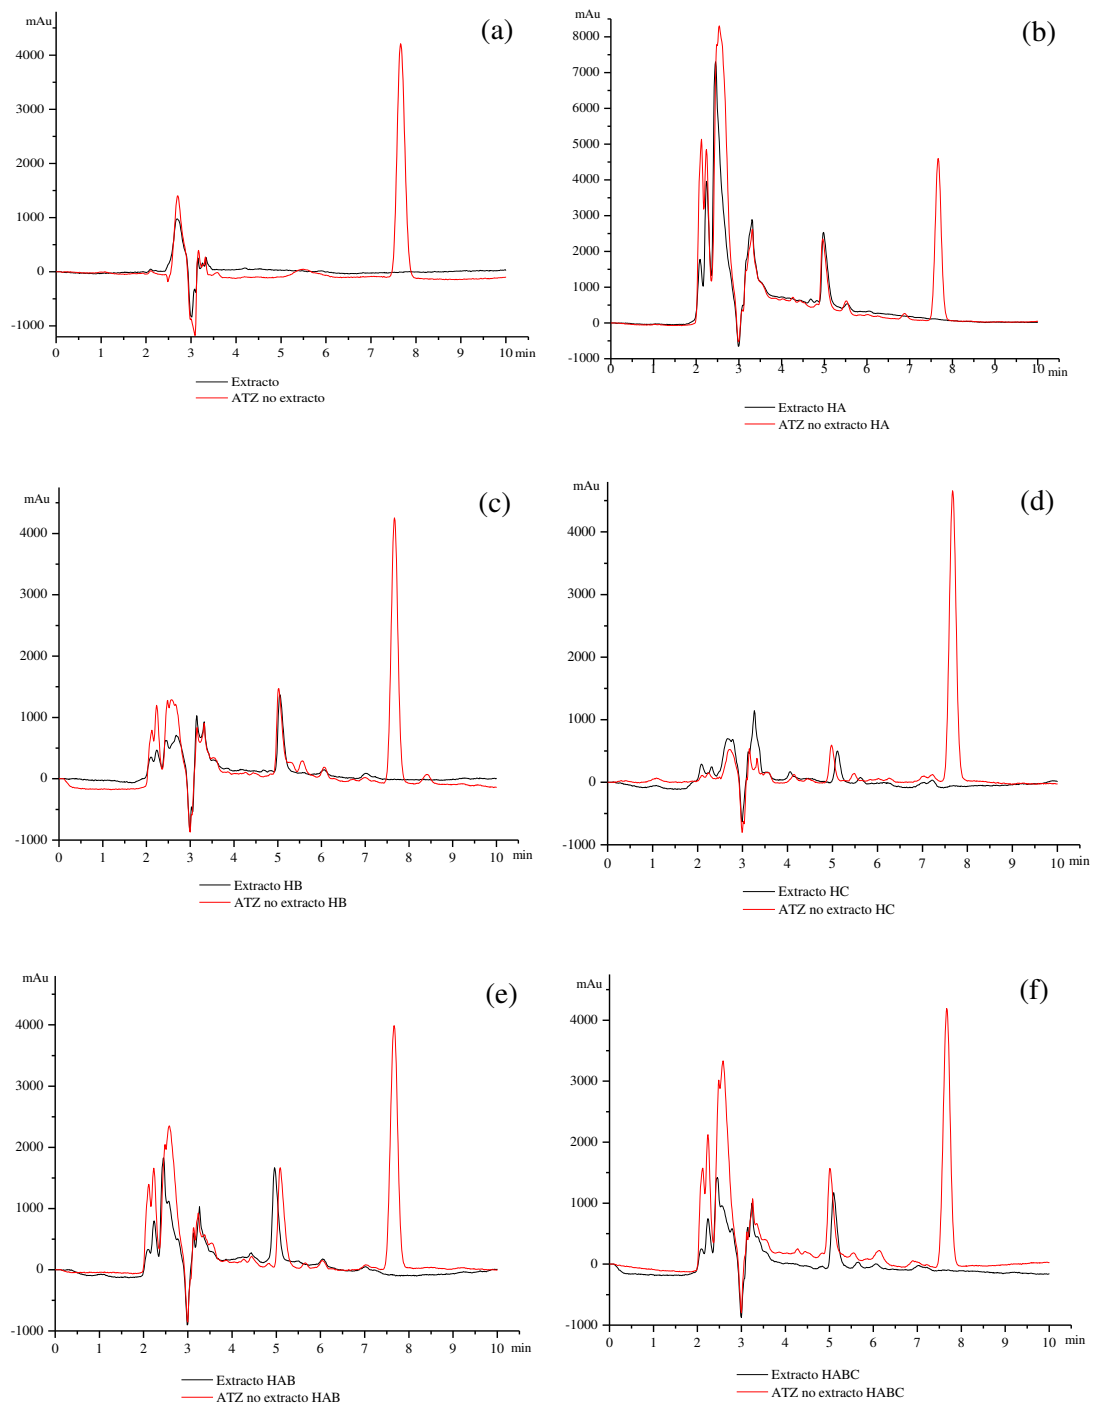 mAu
(a)
4000
3000
2000
1000
0
-1000
0 1 2 3 4 5 6 7 8 9 10 min
Extracto
ATZ no extracto
mAu
(b)
8000
7000
6000
5000
4000
3000
2000
1000
0
-1000
0 1 2 3 4 5 6 7 8 9 10 min
Extracto HA
ATZ no extracto HA
mAu
(c)
4000
3000
2000
1000
0
-1000
0 1 2 3 4 5 6 7 8 9 10 min
Extracto HB
ATZ no extracto HB
mAu
(d)
4000
3000
2000
1000
0
-1000
0 1 2 3 4 5 6 7 8 9 10 min
Extracto HC
ATZ no extracto HC
mAu
(e)
4000
3000
2000
1000
0
-1000
0 1 2 3 4 5 6 7 8 9 10 min
Extracto HAB
ATZ no extracto HAB
mAu
(f)
4000
3000
2000
1000
0
-1000
0 1 2 3 4 5 6 7 8 9 10 min
Extracto HABC
ATZ no extracto HABC